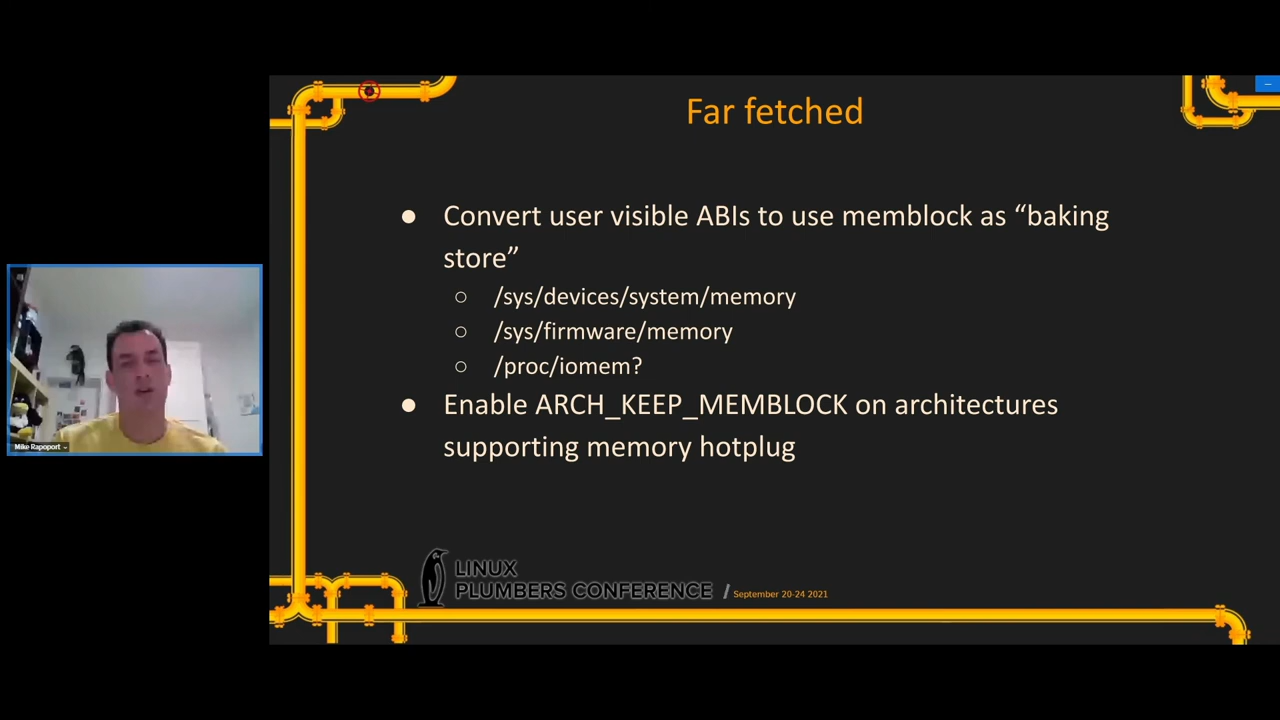 Far fetched
● Convert user visible ABIs to use memblock as “baking
store”
○ /sys/devices/system/memory
○ /sys/firmware/memory
○ /proc/iomem?
● Enable ARCH_KEEP_MEMBLOCK on architectures
supporting memory hotplug
Mike Rapoport
LINUX
PLUMBERS CONFERENCE / September 20-24 2021